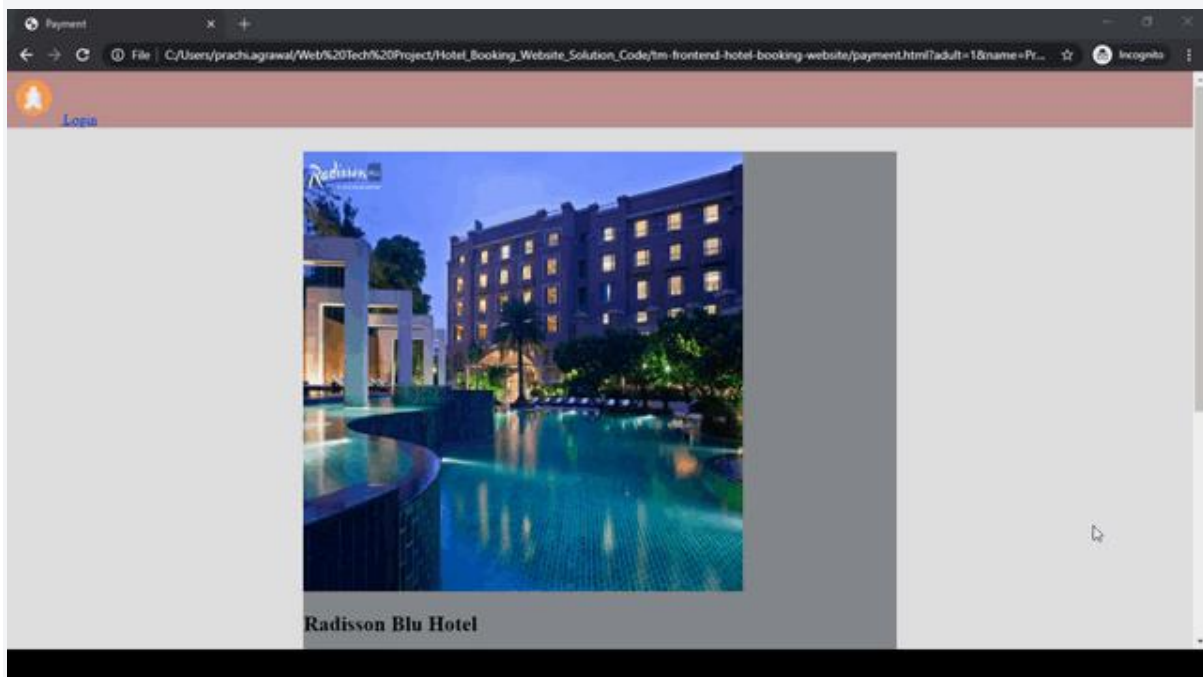 Payment
File C:/Users/prachi.agrawal/Web%20Tech%20Project/Hotel_Booking_Website_Solution_Code/tm-frontend-hotel-booking-website/payment.html?adult=1&name=Pr... Incognito
Login
Radisson
Radisson Blu Hotel